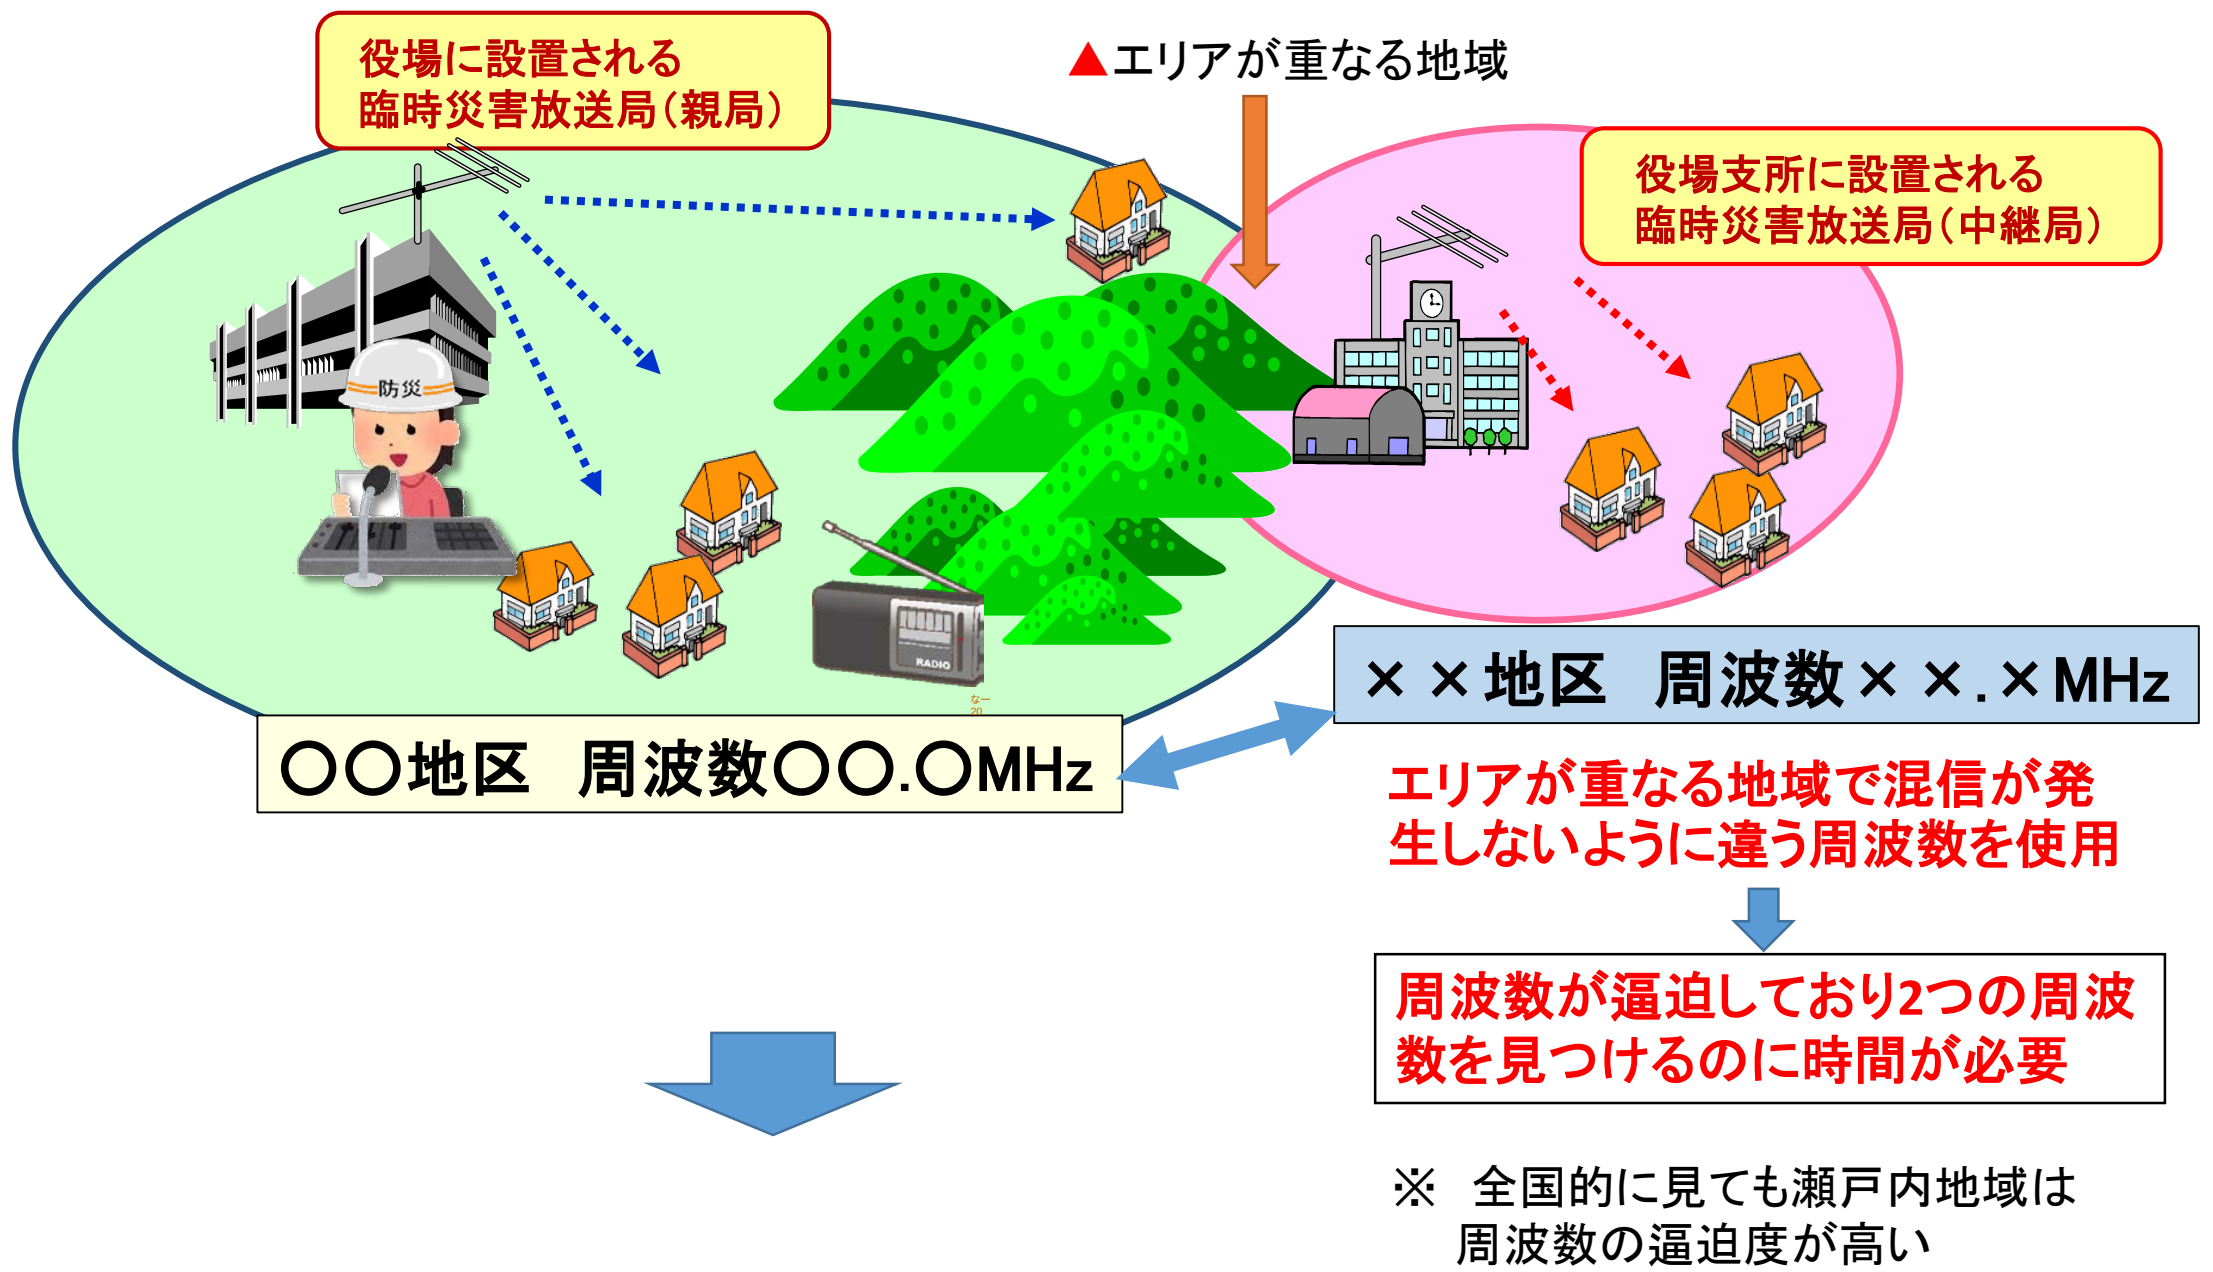 役場に設置される
臨時災害放送局(親局)
▲エリアが重なる地域
役場支所に設置される
臨時災害放送局(中継局)
防災
RADIO
なー
20
××地区　周波数××.×MHz
〇〇地区　周波数〇〇.〇MHz
エリアが重なる地域で混信が発
生しないように違う周波数を使用
周波数が逼迫しており2つの周波
数を見つけるのに時間が必要
※　全国的に見ても瀬戸内地域は
周波数の逼迫度が高い